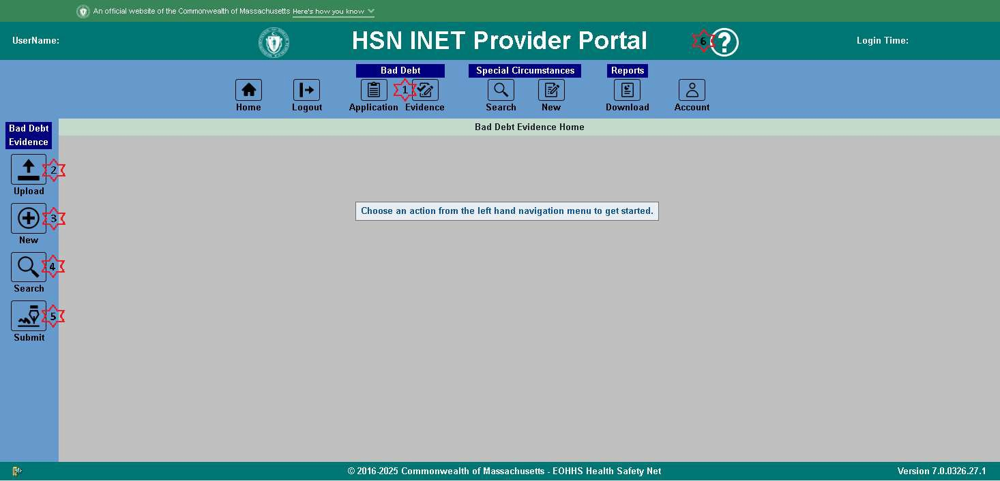 An official website of the Commonwealth of Massachusetts Here's how you know
UserName:
HSN INET Provider Portal
6
?
Login Time:
Bad Debt
Special Circumstances
Reports
1
Home
Logout
Application
Evidence
Search
New
Download
Account
Bad Debt
Evidence
Bad Debt Evidence Home
2
Upload
Choose an action from the left hand navigation menu to get started.
3
New
4
Search
5
Submit
© 2016-2025 Commonwealth of Massachusetts - EOHHS Health Safety Net
Version 7.0.0326.27.1